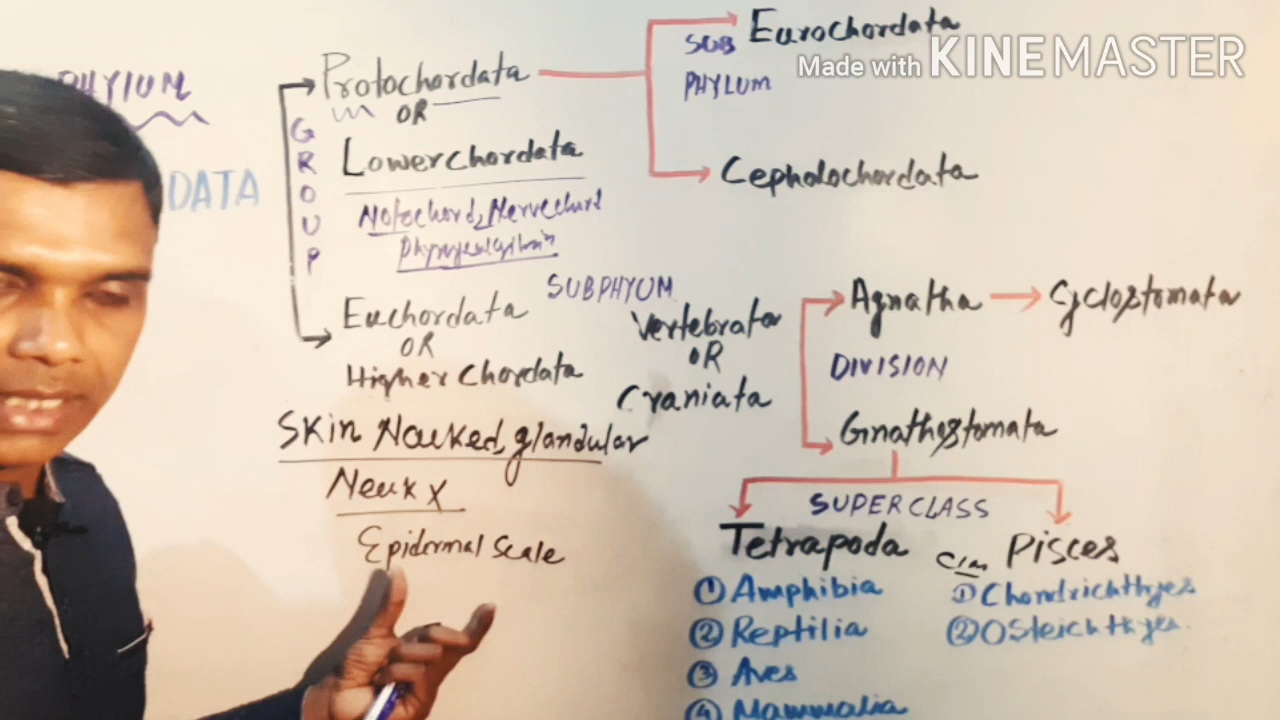 PHYIUM
DATA
GROUP
Protochordata
OR
Lowerchordata
Notochord, Nervechord
Euchordata
OR
Higher Chordata
SUB
PHYLUM
Eurochordata
Cephalochordata
Made with KINEMASTER
SUBPHYUM
Vertebrata
OR
Craniata
Agnatha
Cyclostomata
DIVISION
Gnathostomata
SUPERCLASS
Tetrapoda
① Amphibia
② Reptilia
③ Aves
④ Mammalia
Pisces
① Chondrichthyes
② Osteichthyes
Skin Nacked, glandular
Neck x
Epidermal Scale